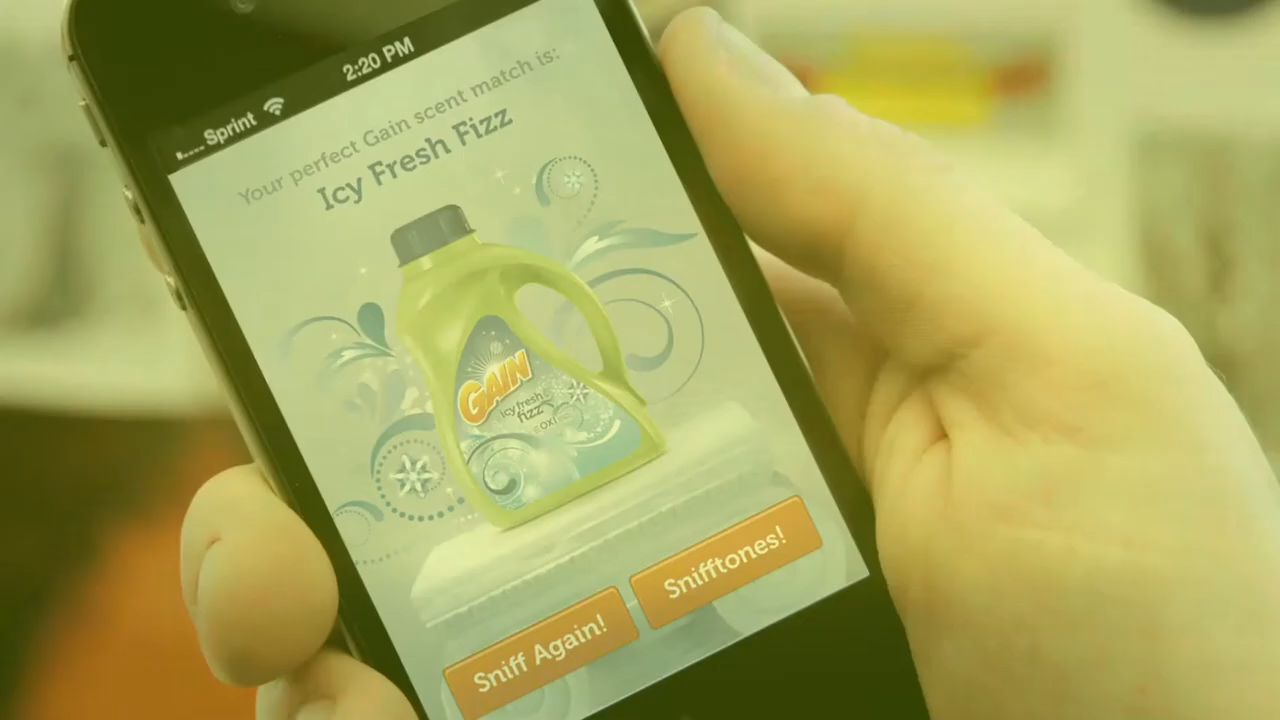 Sprint
2:20 PM
Your perfect Gain scent match is:
Icy Fresh Fizz
GAIN
icy fresh
fizz
OXI
Sniff Again!
Snifftones!